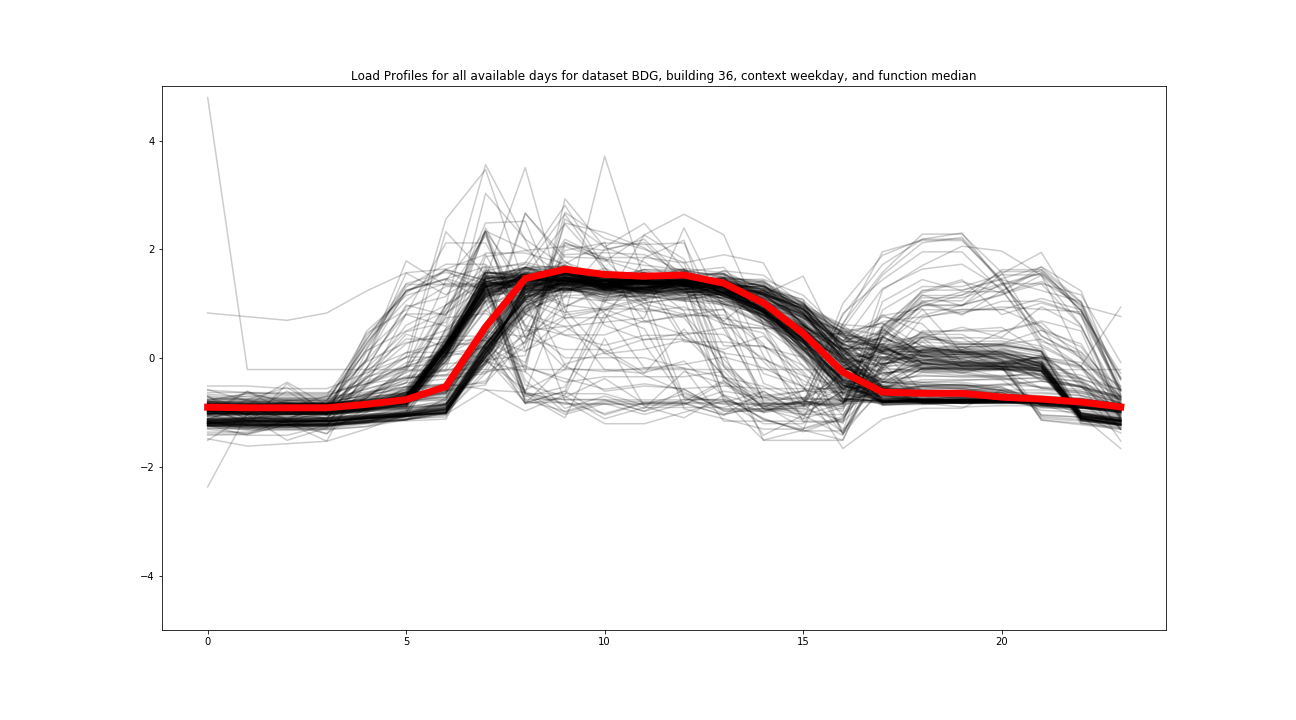 Load Profiles for all available days for dataset BDG, building 36, context weekday, and function median
4
2
0
−2
−4
0 5 10 15 20